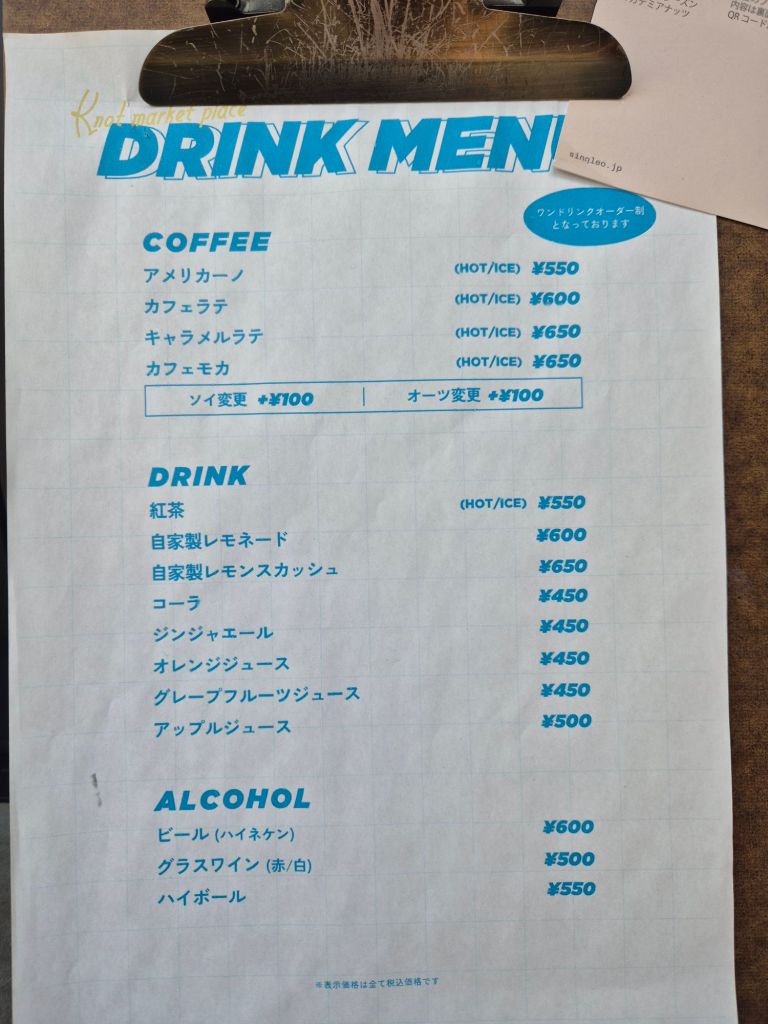 カデミアナッツ
QRコード
sinqleo.jp
Knot market place
DRINK MEN
ワンドリンクオーダー制
となっております
COFFEE
アメリカーノ (HOT/ICE) ¥550
カフェラテ (HOT/ICE) ¥600
キャラメルラテ (HOT/ICE) ¥650
カフェモカ (HOT/ICE) ¥650
ソイ変更 +¥100 | オーツ変更 +¥100
DRINK
紅茶 (HOT/ICE) ¥550
自家製レモネード ¥600
自家製レモンスカッシュ ¥650
コーラ ¥450
ジンジャエール ¥450
オレンジジュース ¥450
グレープフルーツジュース ¥450
アップルジュース ¥500
ALCOHOL
ビール (ハイネケン) ¥600
グラスワイン (赤/白) ¥500
ハイボール ¥550
※表示価格は全て税込価格です